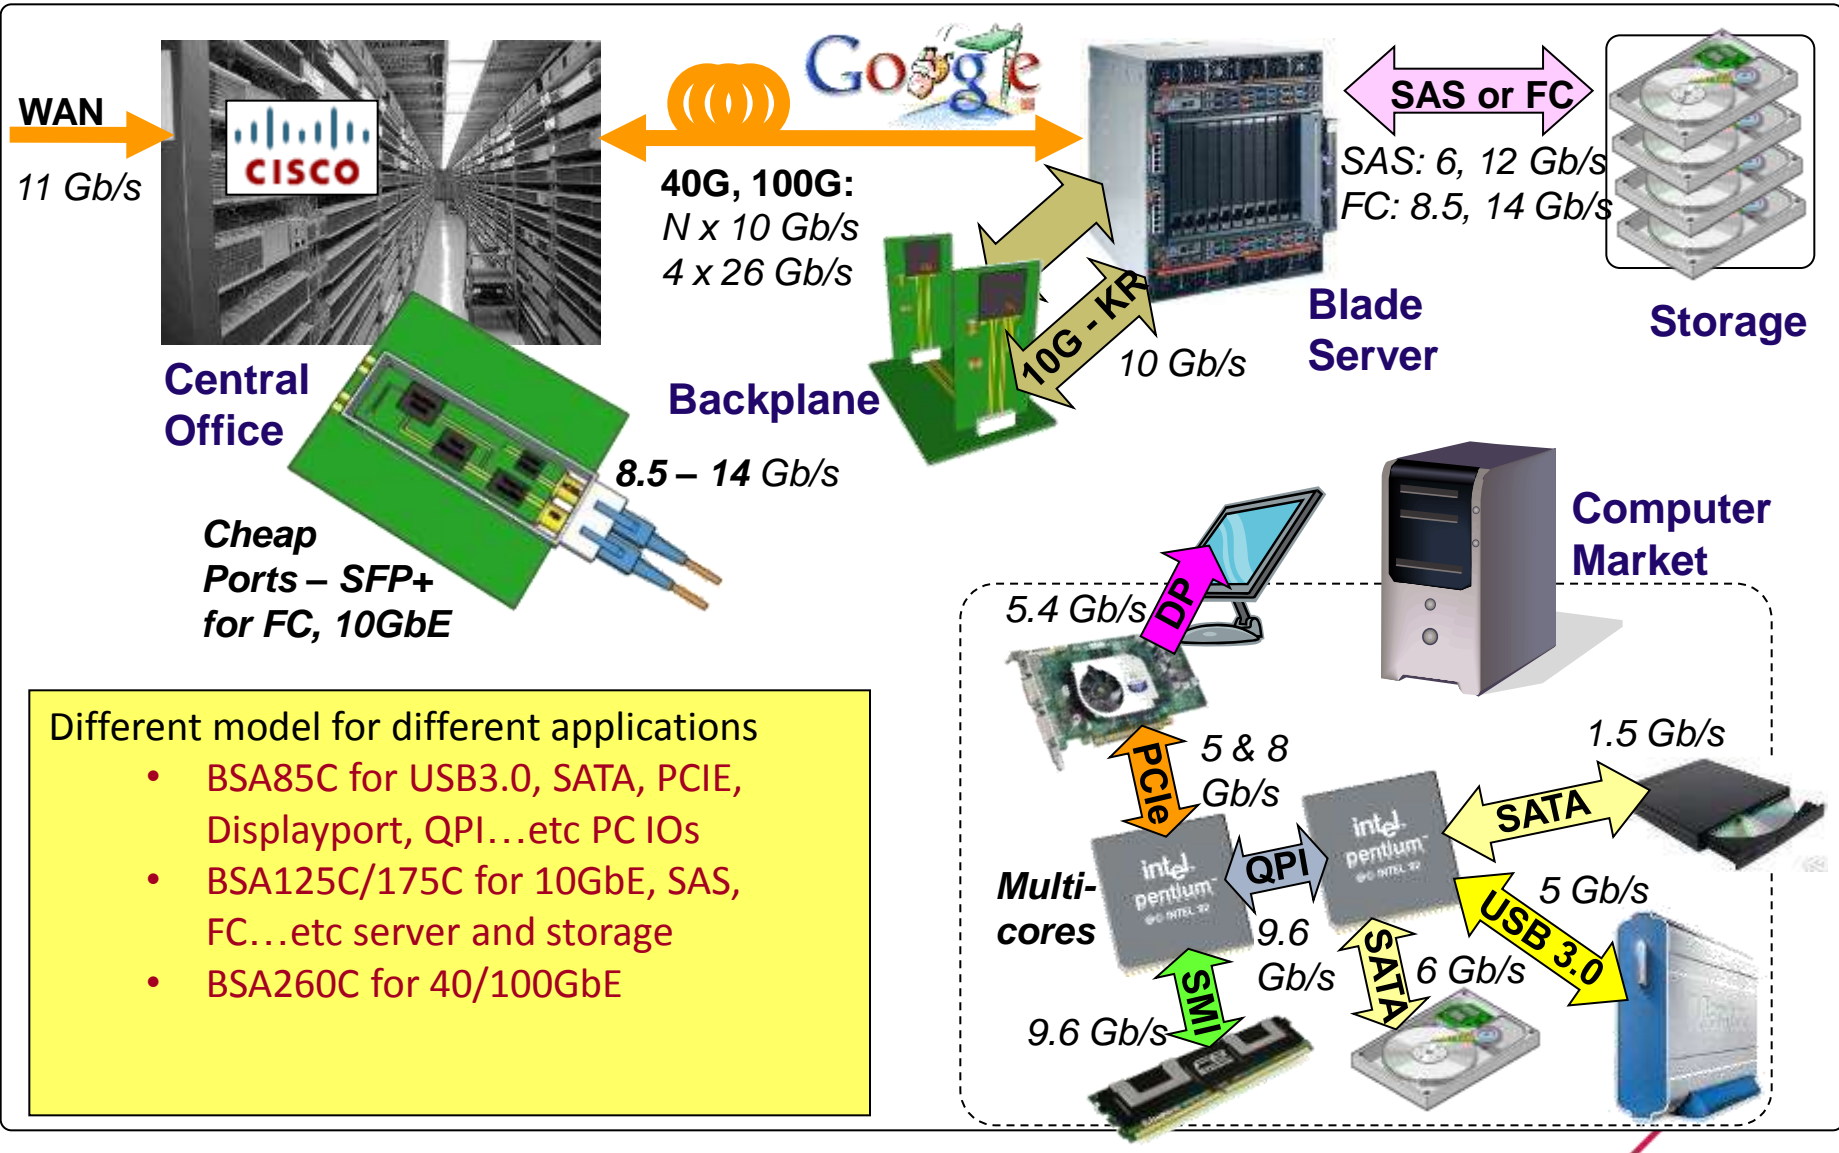 WAN
11 Gb/s
CISCO
Google
40G, 100G:
N x 10 Gb/s
4 x 26 Gb/s
SAS or FC
SAS: 6, 12 Gb/s
FC: 8.5, 14 Gb/s
Blade
Server
Storage
10G - KR
10 Gb/s
Central
Office
Backplane
8.5 – 14 Gb/s
Cheap
Ports – SFP+
for FC, 10GbE
Computer
Market
5.4 Gb/s
DP
PCIe
5 & 8
Gb/s
1.5 Gb/s
SATA
intel
pentium
intel
pentium
QPI
9.6
Gb/s
Multi-
cores
5 Gb/s
USB 3.0
SATA
6 Gb/s
SMI
9.6 Gb/s
Different model for different applications
• BSA85C for USB3.0, SATA, PCIE,
Displayport, QPI…etc PC IOs
• BSA125C/175C for 10GbE, SAS,
FC…etc server and storage
• BSA260C for 40/100GbE